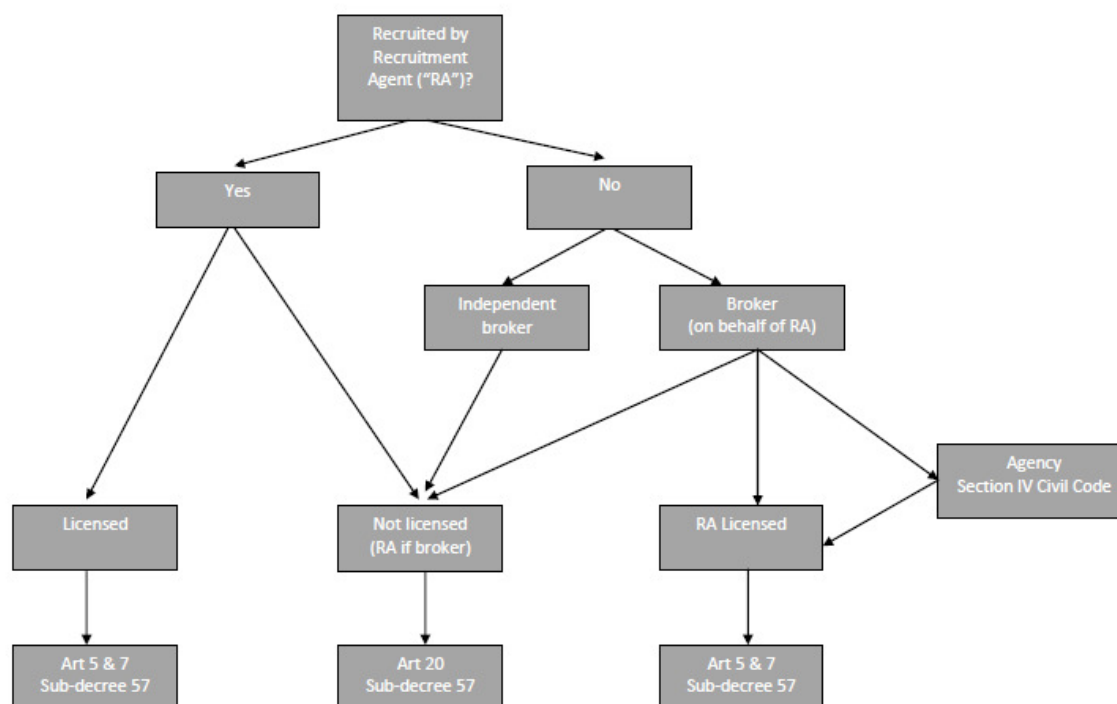 Recruited by
Recruitment
Agent (“RA”)?
Yes
No
Independent
broker
Broker
(on behalf of RA)
Agency
Section IV Civil Code
Licensed
Not licensed
(RA if broker)
RA Licensed
Art 5 & 7
Sub-decree 57
Art 20
Sub-decree 57
Art 5 & 7
Sub-decree 57